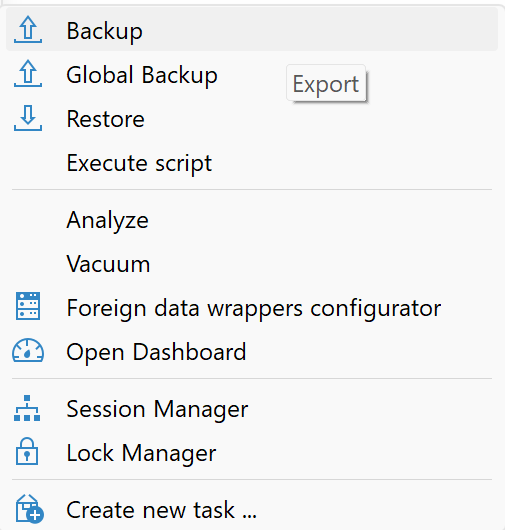 Backup
Global Backup
Export
Restore
Execute script
Analyze
Vacuum
Foreign data wrappers configurator
Open Dashboard
Session Manager
Lock Manager
Create new task ...